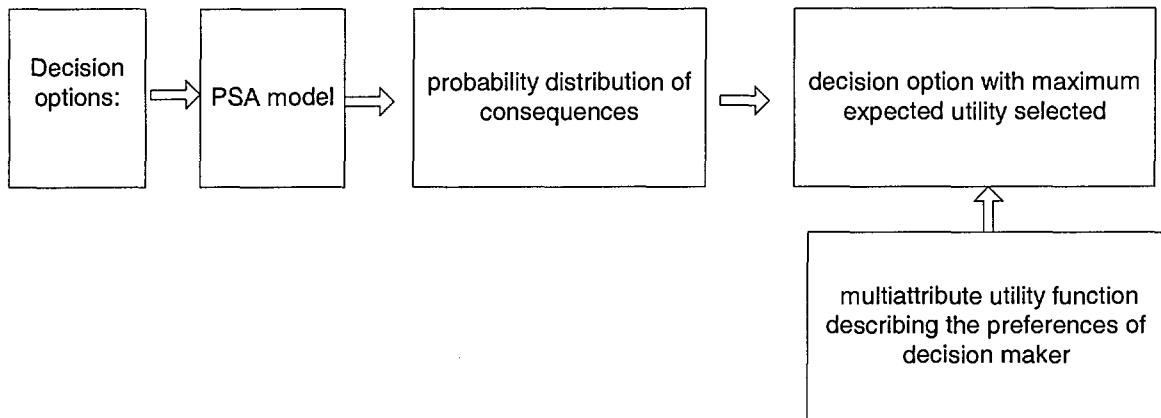 Decision
options:
PSA model
probability distribution of
consequences
decision option with maximum
expected utility selected
multiattribute utility function
describing the preferences of
decision maker